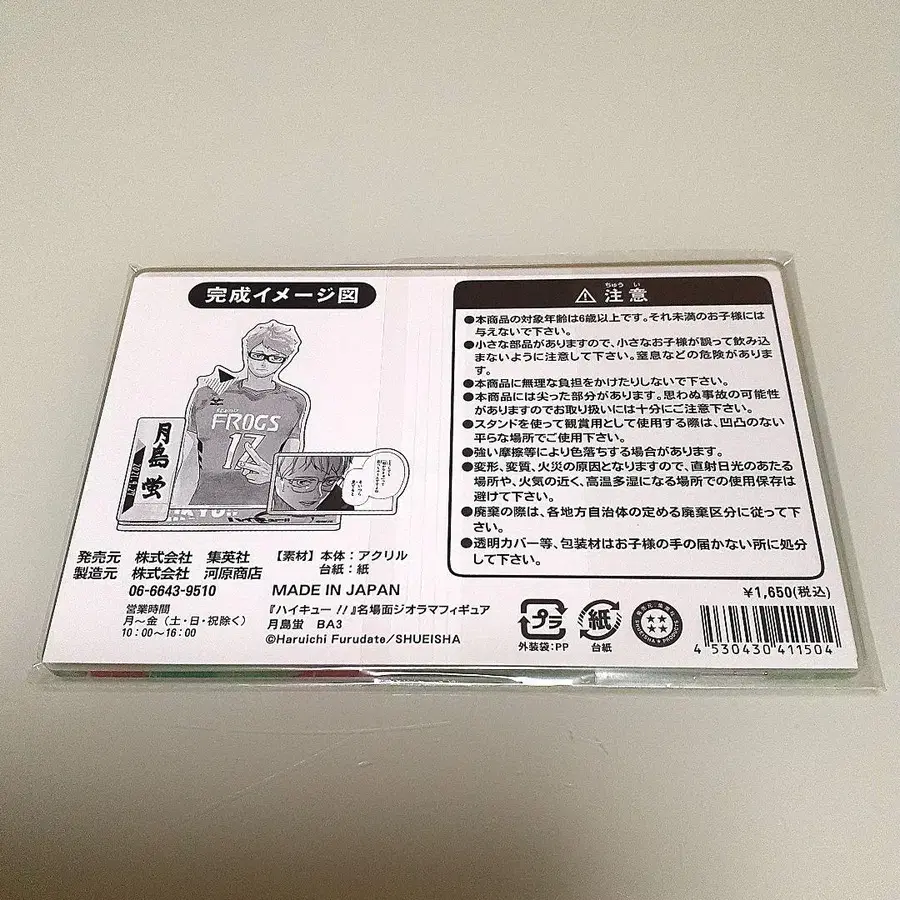 完成イメージ図
FROGS
17
月島 蛍
発売元 株式会社 集英社
製造元 株式会社 河原商店
06-6643-9510
営業時間
月〜金(土・日・祝除く)
10:00〜16:00
【素材】本体:アクリル
台紙:紙
MADE IN JAPAN
『ハイキュー!!』名場面ジオラマフィギュア
月島蛍 BA3
©Haruichi Furudate/SHUEISHA
ちゅう い
注意
●本商品の対象年齢は6歳以上です。それ未満のお子様には
与えないで下さい。
●小さな部品がありますので、小さなお子様が誤って飲み込
まないように注意して下さい。窒息などの危険がありま
す。
●本商品に無理な負担をかけたりしないで下さい。
●本商品には尖った部分があります。思わぬ事故の可能性
がありますのでお取り扱いには十分にご注意下さい。
●スタンドを使って観賞用として使用する際は、凹凸のない
平らな場所でご使用下さい。
●強い摩擦等により色落ちする場合があります。
●変形、変質、火災の原因となりますので、直射日光のあたる
場所や、火気の近く、高温多湿になる場所での使用保存は
避けて下さい。
●廃棄の際は、各地方自治体の定める廃棄区分に従って下
さい。
●透明カバー等、包装材はお子様の手の届かない所に処分
して下さい。
¥1,650(税込)
プラ
外装袋:PP
紙
台紙
4 530430 411504